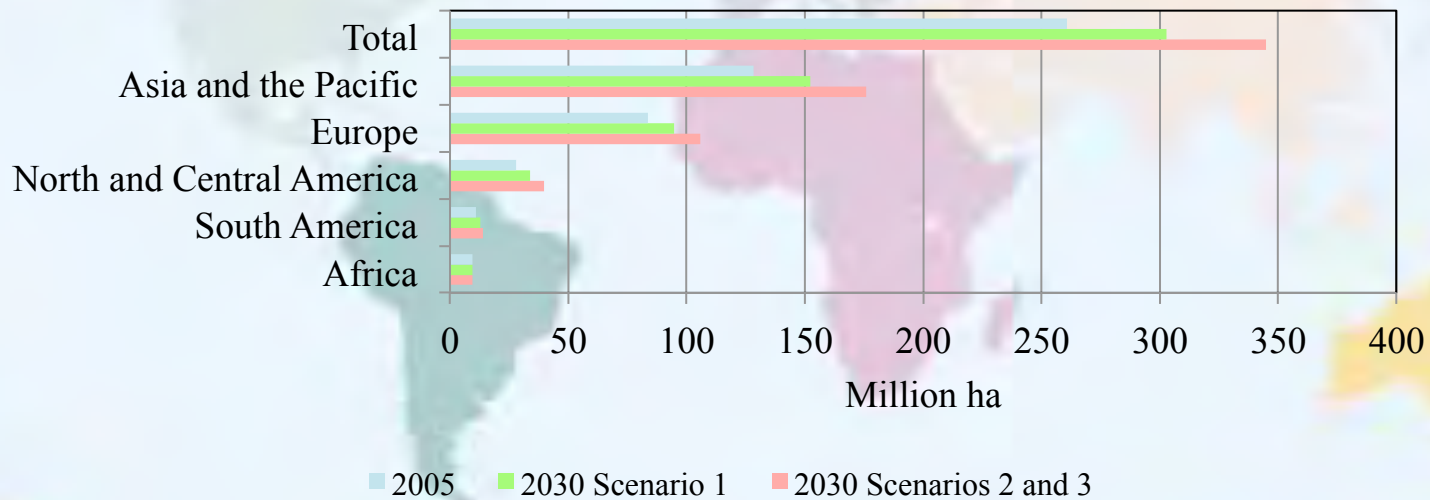 Total
Asia and the Pacific
Europe
North and Central America
South America
Africa
0 50 100 150 200 250 300 350 400
Million ha
2005 2030 Scenario 1 2030 Scenarios 2 and 3